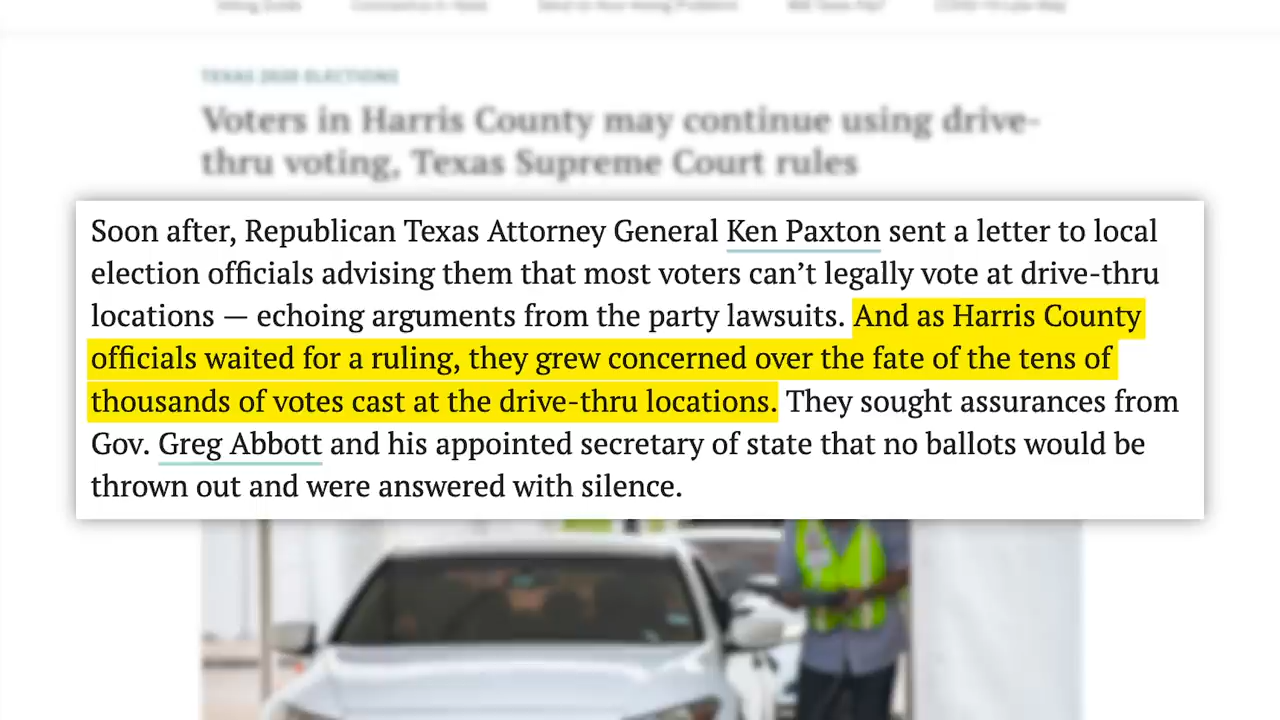 TEXAS 2020 ELECTIONS
Voters in Harris County may continue using drive-
thru voting, Texas Supreme Court rules
Soon after, Republican Texas Attorney General Ken Paxton sent a letter to local
election officials advising them that most voters can’t legally vote at drive-thru
locations — echoing arguments from the party lawsuits. And as Harris County
officials waited for a ruling, they grew concerned over the fate of the tens of
thousands of votes cast at the drive-thru locations. They sought assurances from
Gov. Greg Abbott and his appointed secretary of state that no ballots would be
thrown out and were answered with silence.